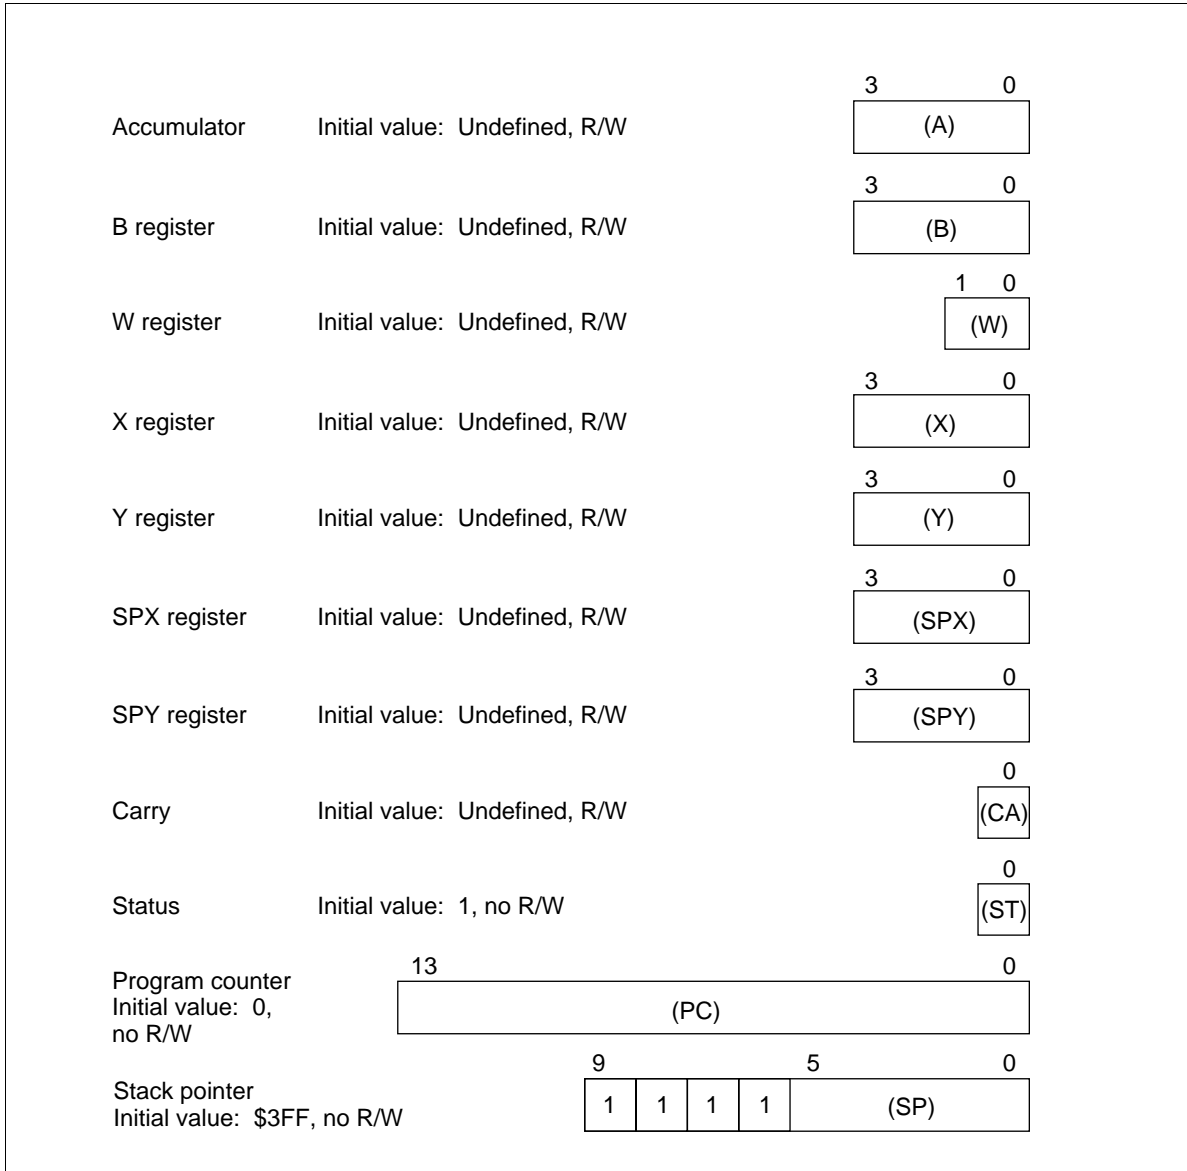 3 0
Accumulator Initial value: Undefined, R/W (A)
3 0
B register Initial value: Undefined, R/W (B)
1 0
W register Initial value: Undefined, R/W (W)
3 0
X register Initial value: Undefined, R/W (X)
3 0
Y register Initial value: Undefined, R/W (Y)
3 0
SPX register Initial value: Undefined, R/W (SPX)
3 0
SPY register Initial value: Undefined, R/W (SPY)
0
Carry Initial value: Undefined, R/W (CA)
0
Status Initial value: 1, no R/W (ST)
13 0
Program counter
Initial value: 0,
no R/W
(PC)
9 5 0
Stack pointer
Initial value: $3FF, no R/W
1 1 1 1 (SP)